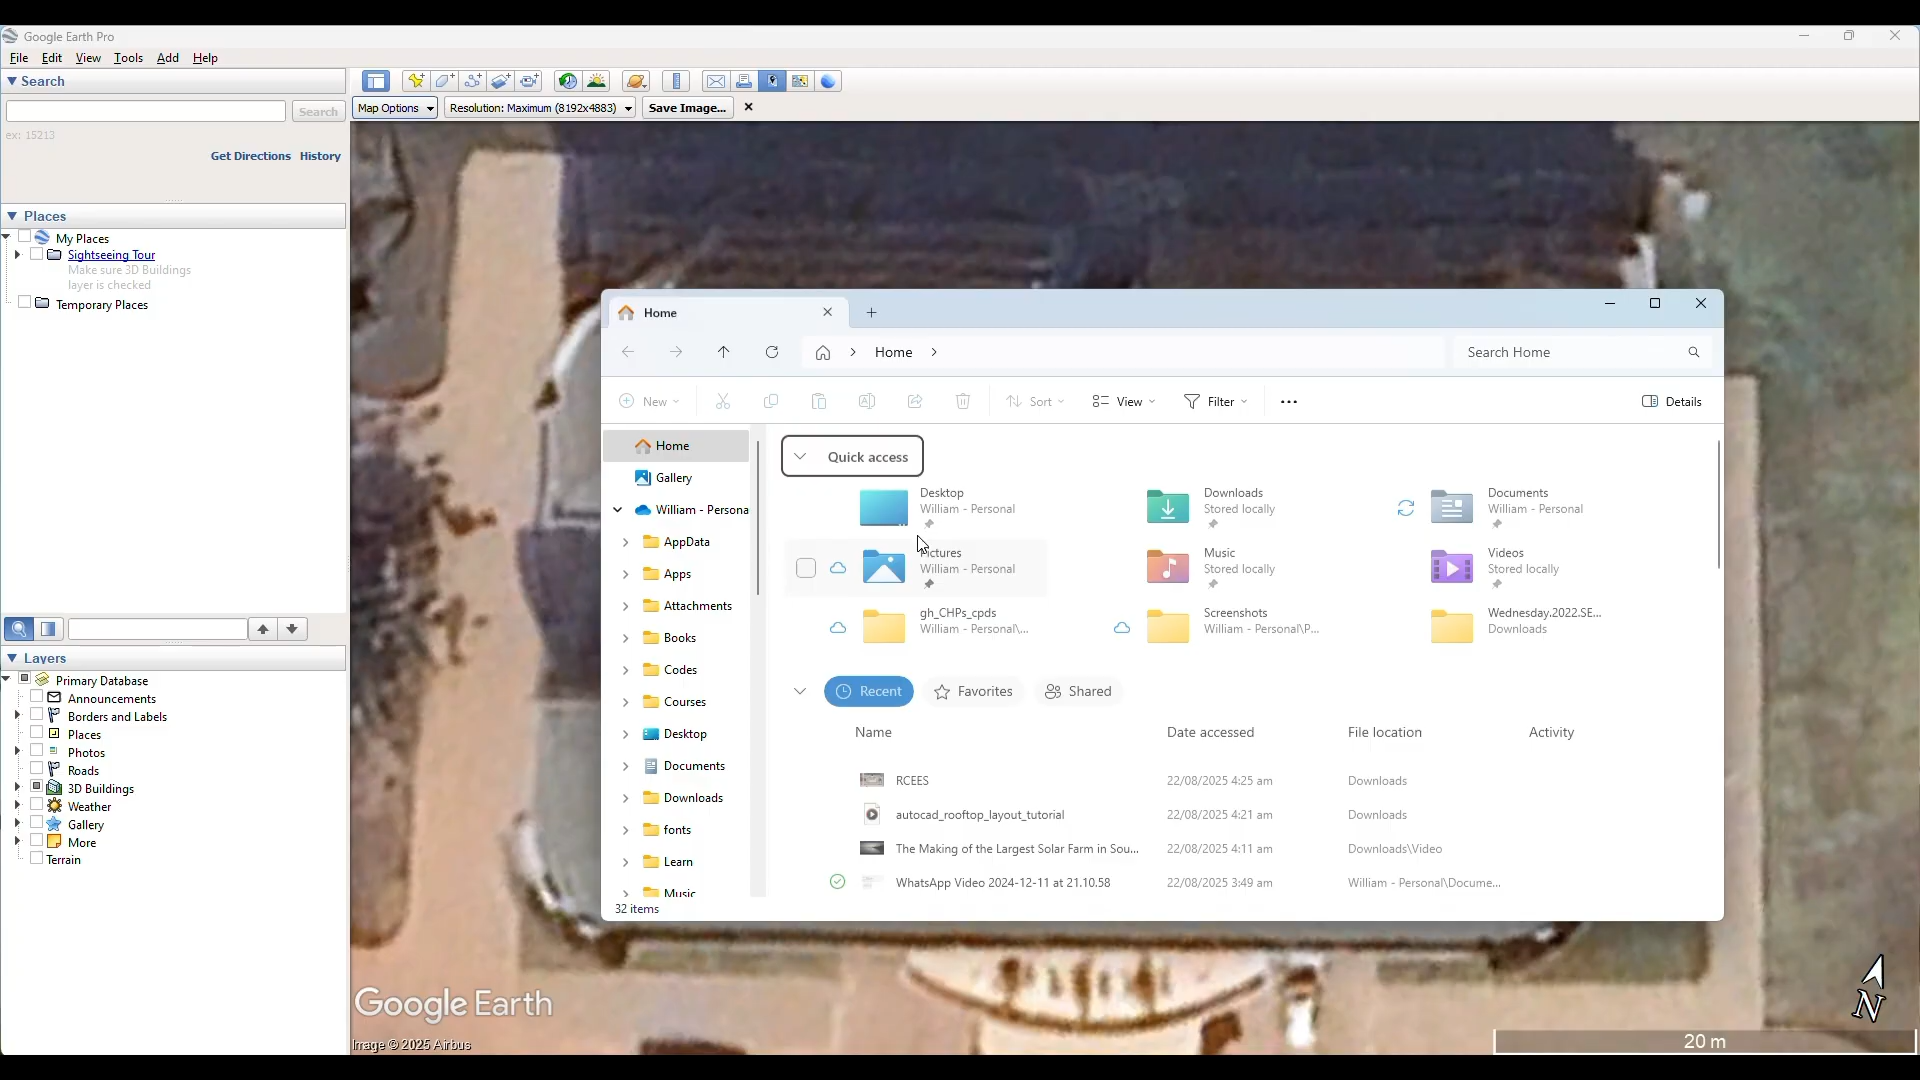 Google Earth Pro
File Edit View Tools Add Help
Search
Map Options Resolution: Maximum (8192x4883) Save Image...
Search
ex: 15213
Get Directions History
Places
My Places
Sightseeing Tour
Make sure 3D Buildings
layer is checked
Temporary Places
Layers
Primary Database
Announcements
Borders and Labels
Places
Photos
Roads
3D Buildings
Weather
Gallery
More
Terrain
Home
Home
Search Home
New
Sort
View
Filter
Details
Home
Gallery
William - Persona
AppData
Apps
Attachments
Books
Codes
Courses
Desktop
Documents
Downloads
fonts
Learn
Music
32 items
Quick access
Desktop
William - Personal
Downloads
Stored locally
Documents
William - Personal
Pictures
William - Personal
Music
Stored locally
Videos
Stored locally
gh_CHPs_cpds
William - Personal\...
Screenshots
William - Personal\P...
Wednesday.2022.SE...
Downloads
Recent Favorites Shared
Name Date accessed File location Activity
RCEES 22/08/2025 4:25 am Downloads
autocad_rooftop_layout_tutorial 22/08/2025 4:21 am Downloads
The Making of the Largest Solar Farm in Sou... 22/08/2025 4:11 am Downloads\Video
WhatsApp Video 2024-12-11 at 21.10.58 22/08/2025 3:49 am William - Personal\Docume...
Google Earth
Image © 2025 Airbus
N
20 m